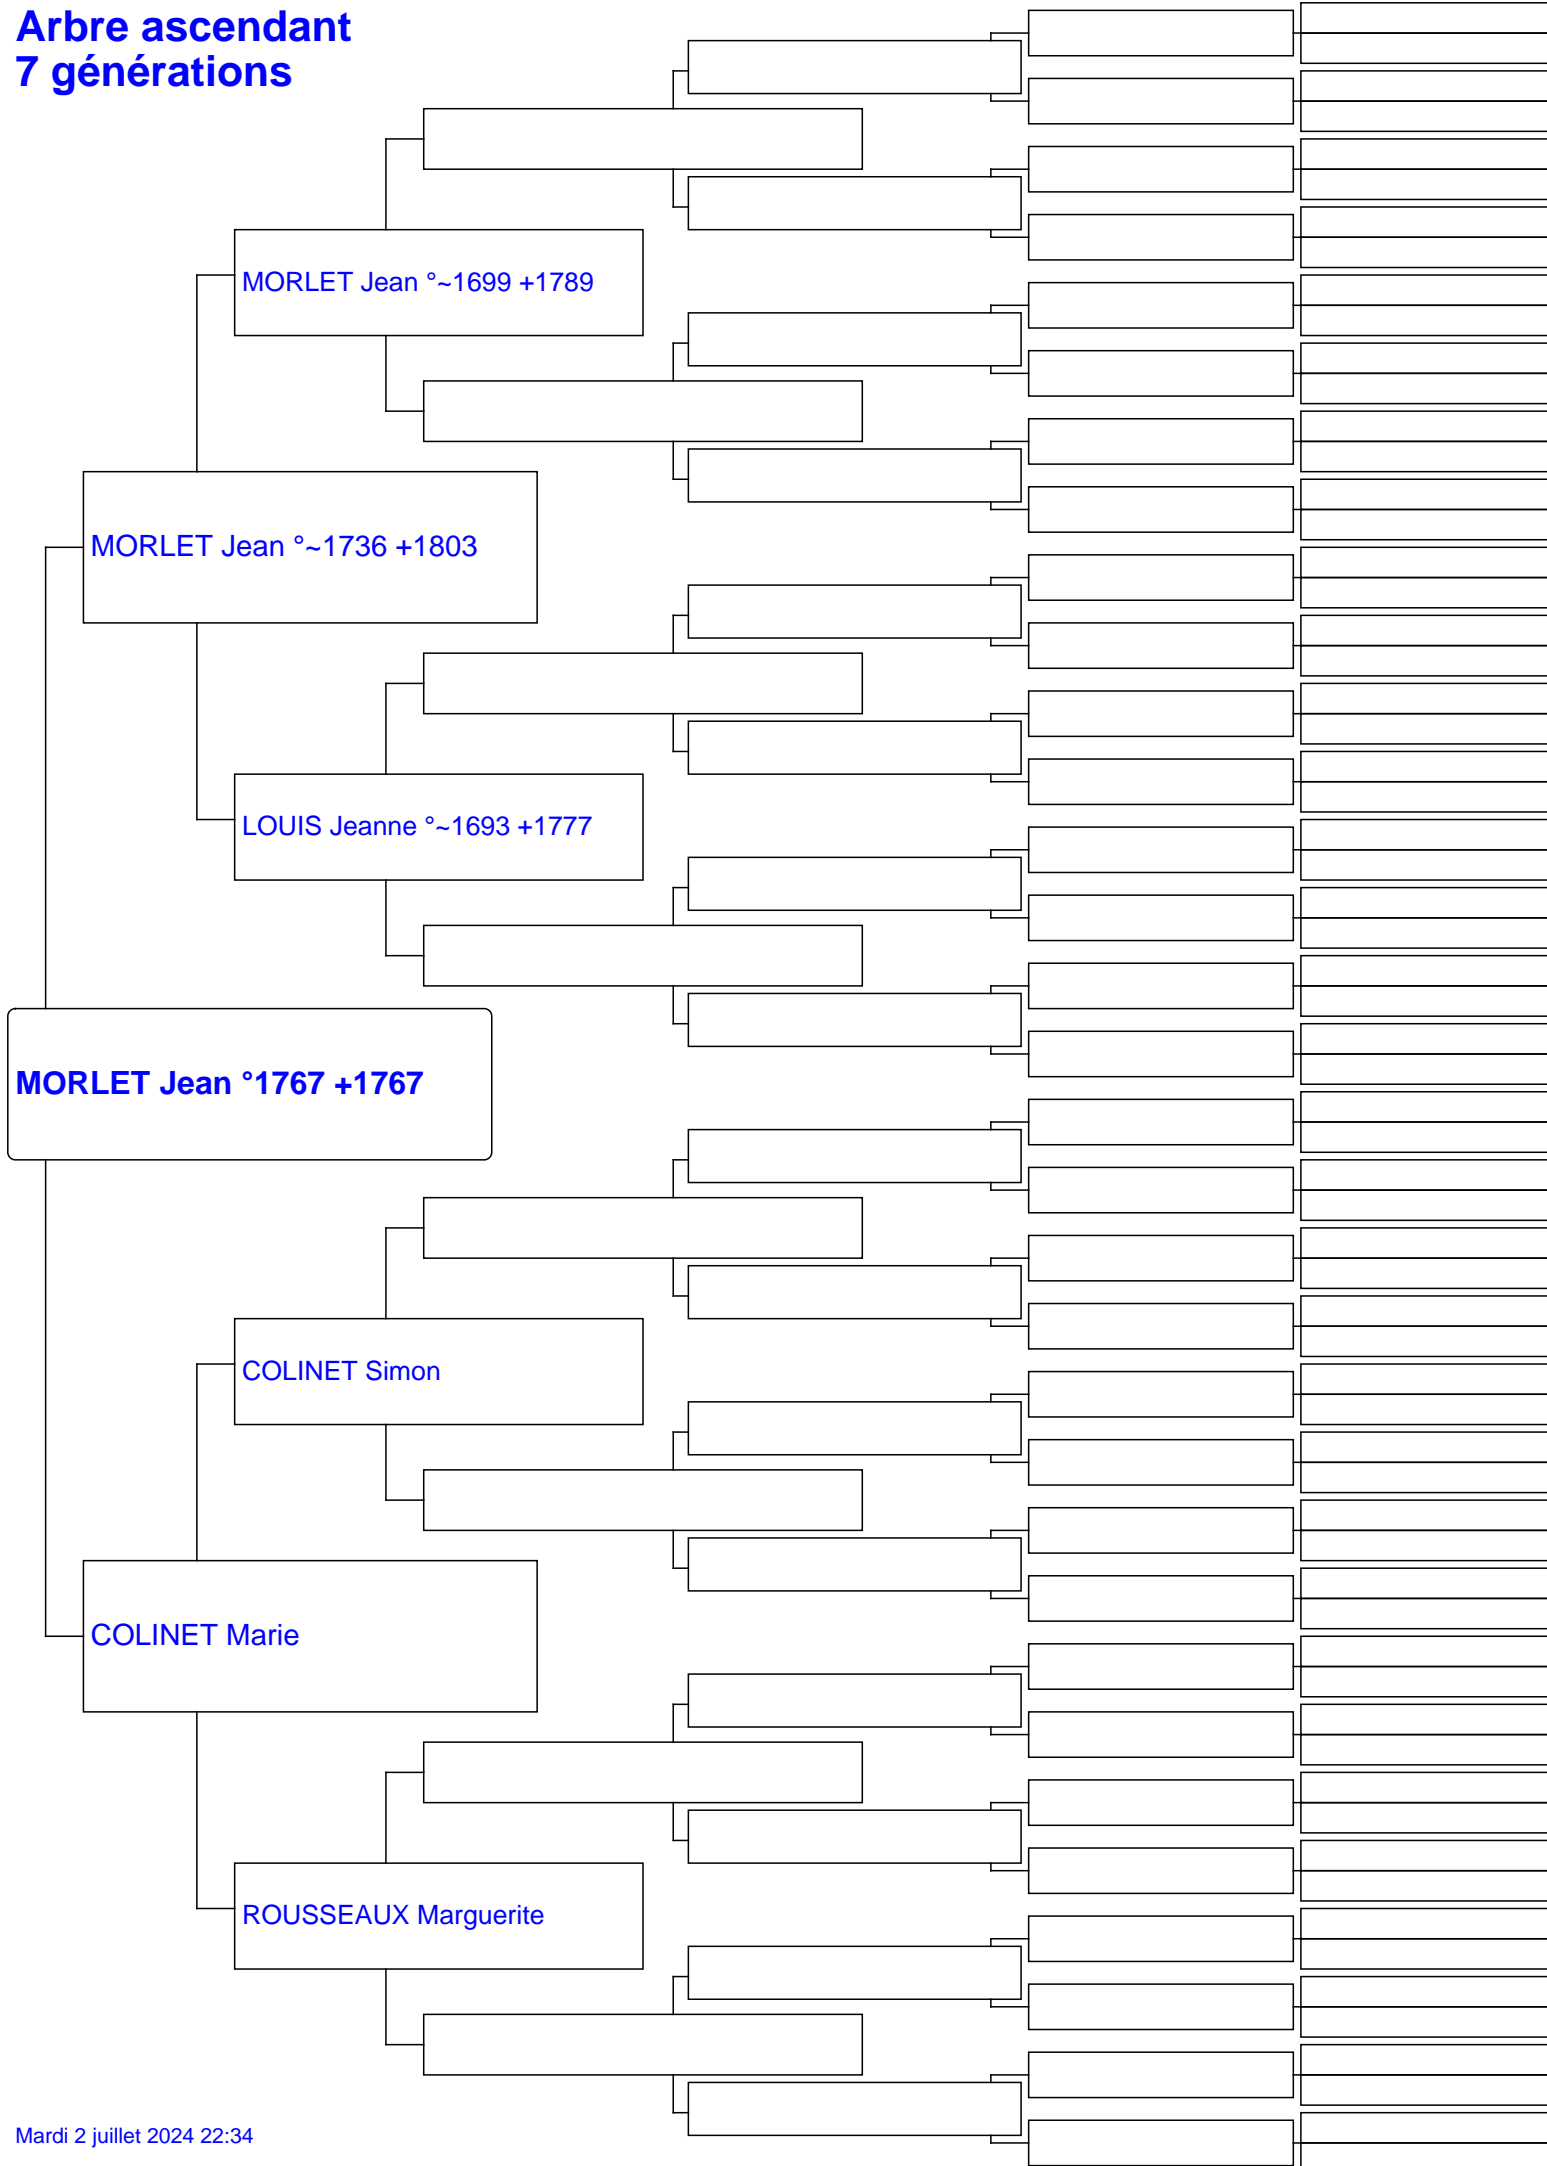 Arbre ascendant
7 générations
MORLET Jean °~1699 +1789
MORLET Jean °~1736 +1803
LOUIS Jeanne °~1693 +1777
MORLET Jean °1767 +1767
COLINET Simon
COLINET Marie
ROUSSEAUX Marguerite
Mardi 2 juillet 2024 22:34